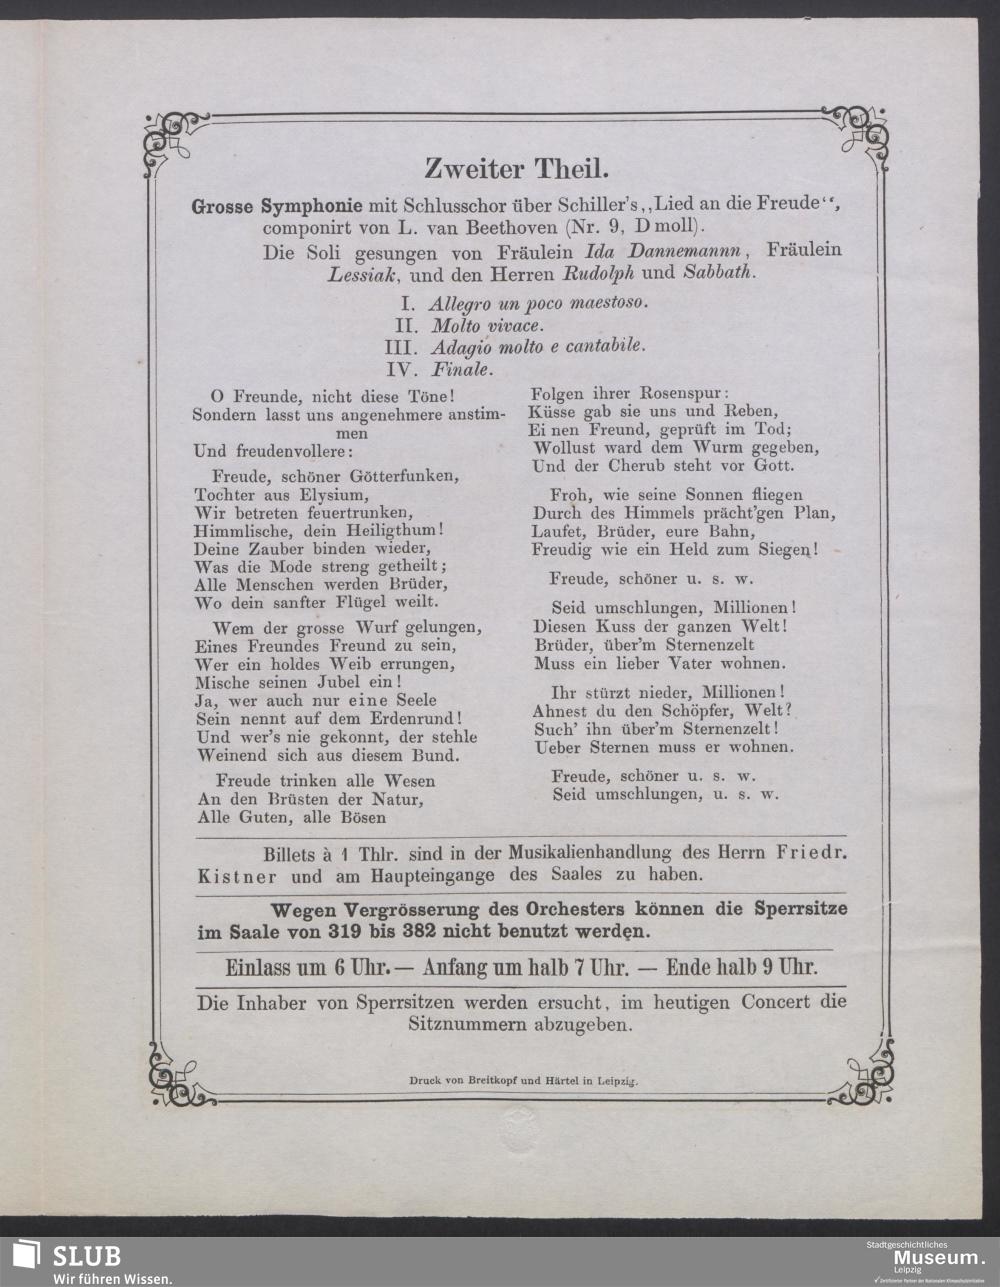 Zweiter Theil.
Grosse Symphonie mit Schlusschor über Schiller's ,,Lied an die Freude‘‘,
componirt von L. van Beethoven (Nr. 9, D moll).
Die Soli gesungen von Fräulein Ida Dannemannn, Fräulein
Lessiak, und den Herren Rudolph und Sabbath.
I. Allegro un poco maestoso.
II. Molto vivace.
III. Adagio molto e cantabile.
IV. Finale.
O Freunde, nicht diese Töne!
Sondern lasst uns angenehmere anstim-
men
Und freudenvollere:
Freude, schöner Götterfunken,
Tochter aus Elysium,
Wir betreten feuertrunken,
Himmlische, dein Heiligthum!
Deine Zauber binden wieder,
Was die Mode streng getheilt;
Alle Menschen werden Brüder,
Wo dein sanfter Flügel weilt.
Wem der grosse Wurf gelungen,
Eines Freundes Freund zu sein,
Wer ein holdes Weib errungen,
Mische seinen Jubel ein!
Ja, wer auch nur eine Seele
Sein nennt auf dem Erdenrund!
Und wer's nie gekonnt, der stehle
Weinend sich aus diesem Bund.
Freude trinken alle Wesen
An den Brüsten der Natur,
Alle Guten, alle Bösen
Folgen ihrer Rosenspur:
Küsse gab sie uns und Reben,
Ei nen Freund, geprüft im Tod;
Wollust ward dem Wurm gegeben,
Und der Cherub steht vor Gott.
Froh, wie seine Sonnen fliegen
Durch des Himmels prächt'gen Plan,
Laufet, Brüder, eure Bahn,
Freudig wie ein Held zum Siegen!
Freude, schöner u. s. w.
Seid umschlungen, Millionen!
Diesen Kuss der ganzen Welt!
Brüder, über'm Sternenzelt
Muss ein lieber Vater wohnen.
Ihr stürzt nieder, Millionen!
Ahnest du den Schöpfer, Welt?
Such' ihn über'm Sternenzelt!
Ueber Sternen muss er wohnen.
Freude, schöner u. s. w.
Seid umschlungen, u. s. w.
Billets à 1 Thlr. sind in der Musikalienhandlung des Herrn Friedr.
Kistner und am Haupteingange des Saales zu haben.
Wegen Vergrösserung des Orchesters können die Sperrsitze
im Saale von 319 bis 382 nicht benutzt werden.
Einlass um 6 Uhr. — Anfang um halb 7 Uhr. — Ende halb 9 Uhr.
Die Inhaber von Sperrsitzen werden ersucht, im heutigen Concert die
Sitznummern abzugeben.
Druck von Breitkopf und Härtel in Leipzig.
SLUB
Wir führen Wissen.
Stadtgeschichtliches
Museum.
Leipzig
Zertifizierter Partner der Nationalen Klimaschutzinitiative